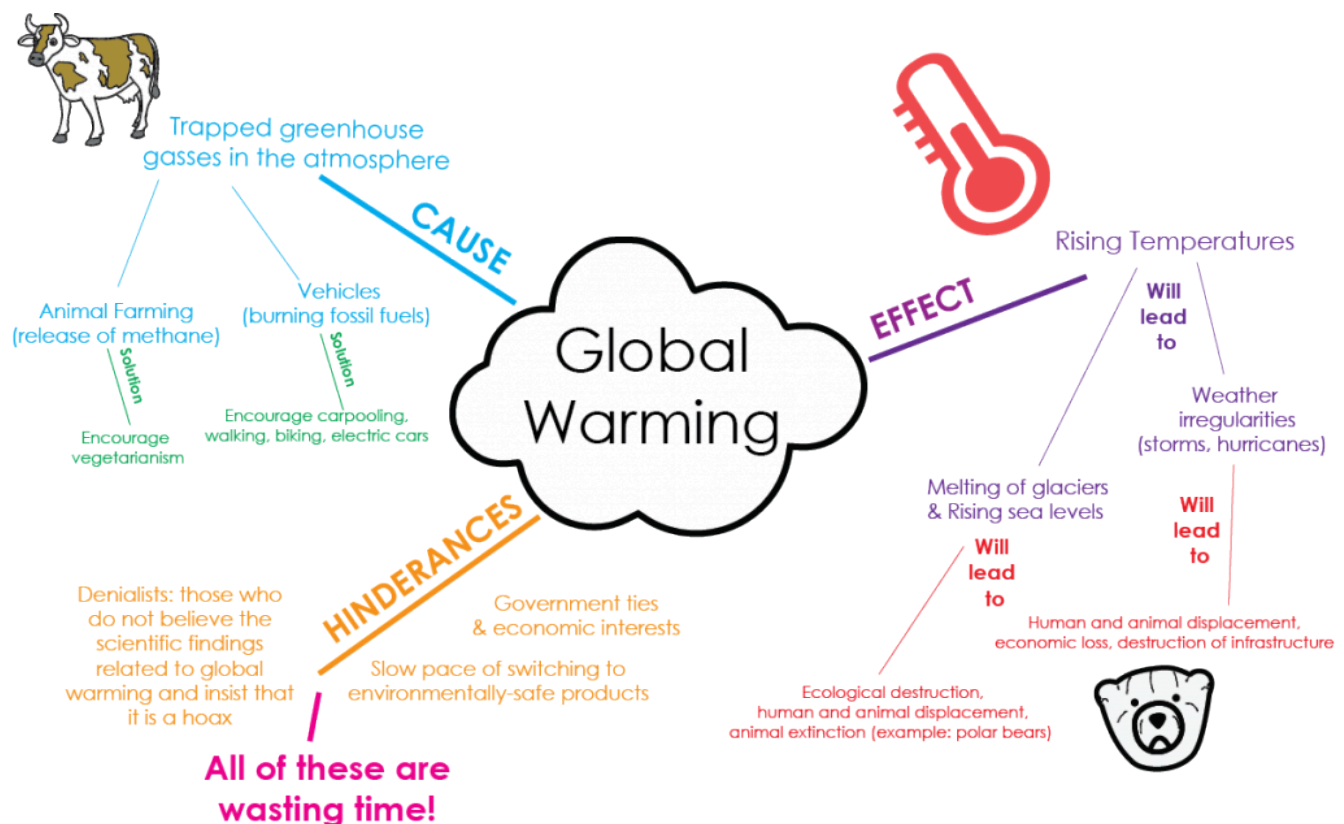 Trapped greenhouse
gasses in the atmosphere
CAUSE
Animal Farming
(release of methane)
Solution
Encourage
vegetarianism
Vehicles
(burning fossil fuels)
Solution
Encourage carpooling,
walking, biking, electric cars
Global
Warming
EFFECT
Rising Temperatures
Will
lead
to
Melting of glaciers
& Rising sea levels
Will
lead
to
Ecological destruction,
human and animal displacement,
animal extinction (example: polar bears)
Weather
irregularities
(storms, hurricanes)
Will
lead
to
Human and animal displacement,
economic loss, destruction of infrastructure
HINDERANCES
Denialists: those who
do not believe the
scientific findings
related to global
warming and insist that
it is a hoax
Government ties
& economic interests
Slow pace of switching to
environmentally-safe products
All of these are
wasting time!